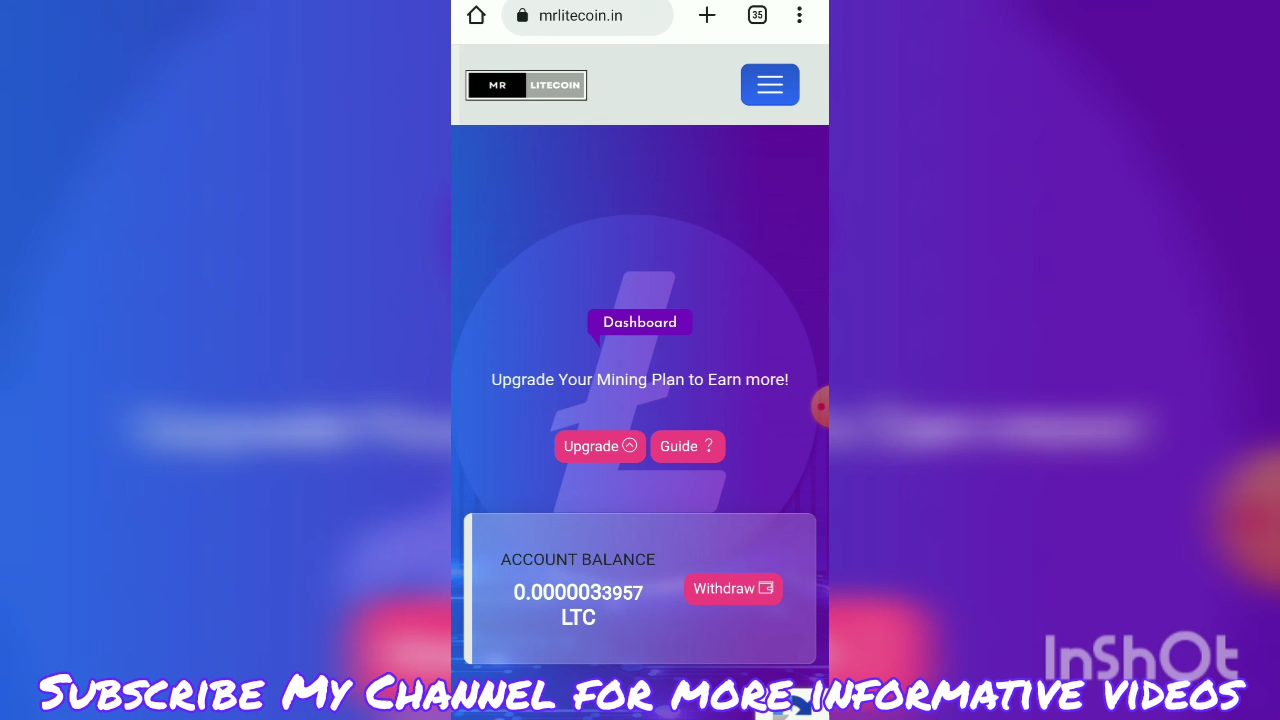 mrlitecoin.in
35
MR LITECOIN
Dashboard
Upgrade Your Mining Plan to Earn more!
Upgrade
Guide ?
ACCOUNT BALANCE
0.0000033957
LTC
Withdraw
InShOt
Subscribe My Channel for more informative videos